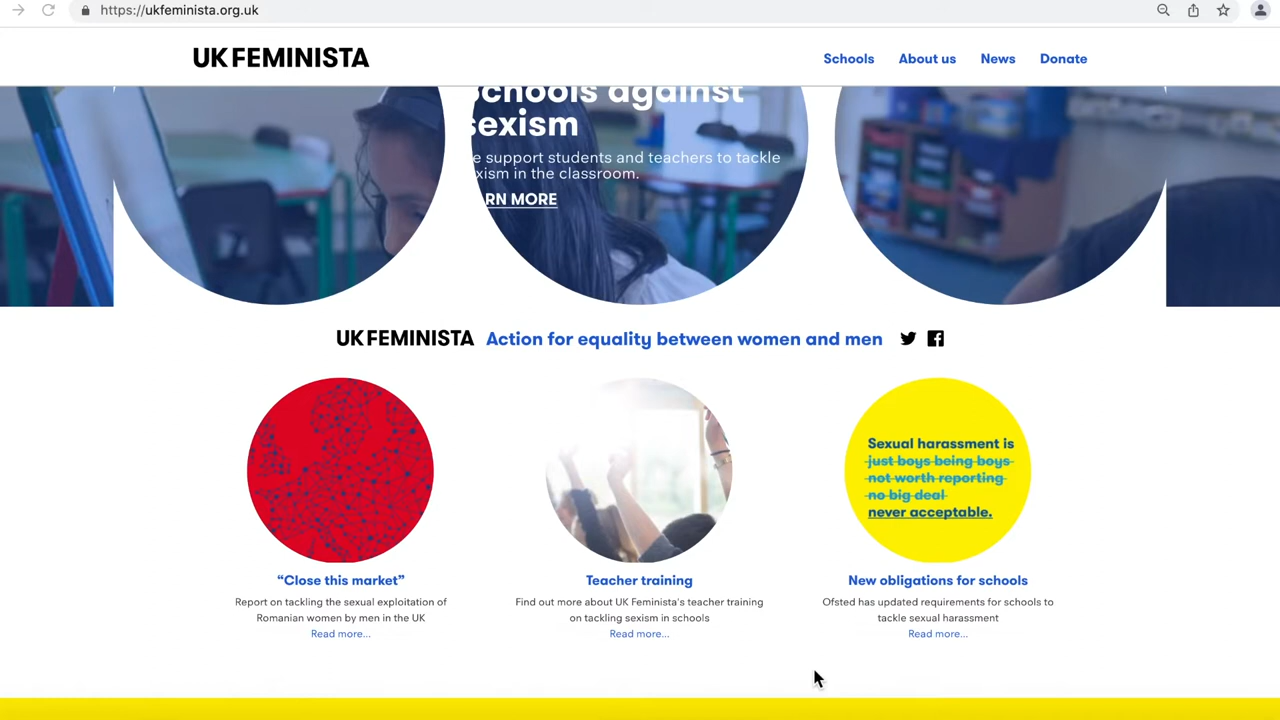 https://ukfeminista.org.uk
UK FEMINISTA
Schools About us News Donate
against
sexism
support students and teachers to tackle
in the classroom.
MORE
UK FEMINISTA Action for equality between women and men
Sexual harassment is
just boys being boys
not worth reporting
no big deal
never acceptable.
“Close this market”
Report on tackling the sexual exploitation of
Romanian women by men in the UK
Read more...
Teacher training
Find out more about UK Feminista's teacher training
on tackling sexism in schools
Read more...
New obligations for schools
Ofsted has updated requirements for schools to
tackle sexual harassment
Read more...